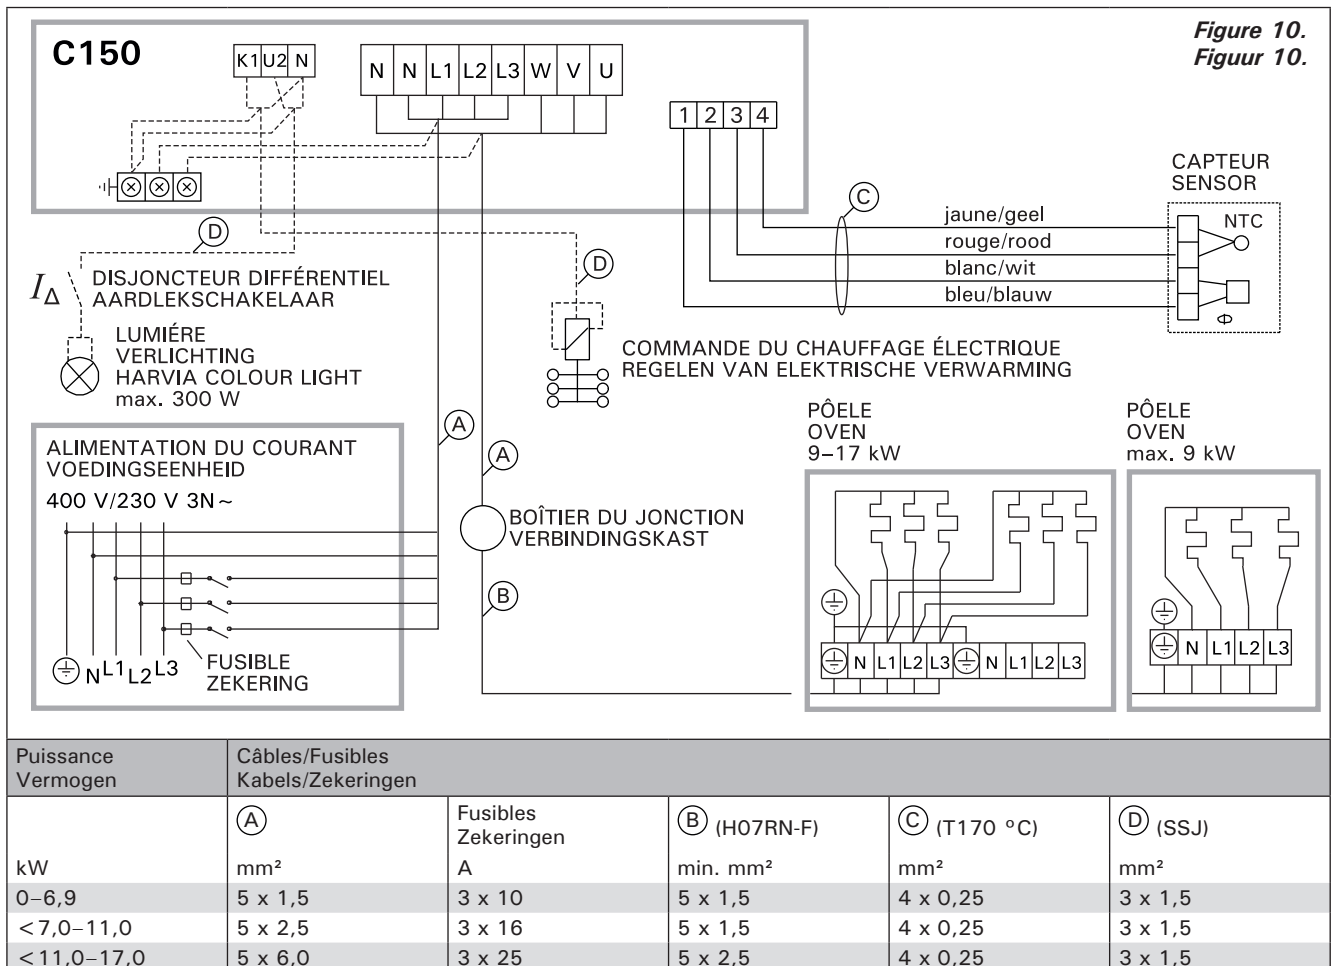 Figure 10.
Figuur 10.
C150
K1 U2 N
N N L1 L2 L3 W V U
1 2 3 4
CAPTEUR
SENSOR
NTC
C
jaune/geel
rouge/rood
blanc/wit
bleu/blauw
Φ
D
I∆
DISJONCTEUR DIFFÉRENTIEL
AARDLEKSCHAKELAAR
D
LUMIÉRE
VERLICHTING
HARVIA COLOUR LIGHT
max. 300 W
COMMANDE DU CHAUFFAGE ÉLECTRIQUE
REGELEN VAN ELEKTRISCHE VERWARMING
A
A
ALIMENTATION DU COURANT
VOEDINGSEENHEID
400 V/230 V 3N~
N L1 L2 L3
FUSIBLE
ZEKERING
BOÎTIER DU JONCTION
VERBINDINGSKAST
B
PÔELE
OVEN
9–17 kW
N L1 L2 L3 N L1 L2 L3
PÔELE
OVEN
max. 9 kW
N L1 L2 L3
Puissance
Vermogen
Câbles/Fusibles
Kabels/Zekeringen
A
Fusibles
Zekeringen
B (H07RN-F)
C (T170 °C)
D (SSJ)
kW mm² A min. mm² mm² mm²
0–6,9 5 x 1,5 3 x 10 5 x 1,5 4 x 0,25 3 x 1,5
<7,0–11,0 5 x 2,5 3 x 16 5 x 1,5 4 x 0,25 3 x 1,5
<11,0–17,0 5 x 6,0 3 x 25 5 x 2,5 4 x 0,25 3 x 1,5